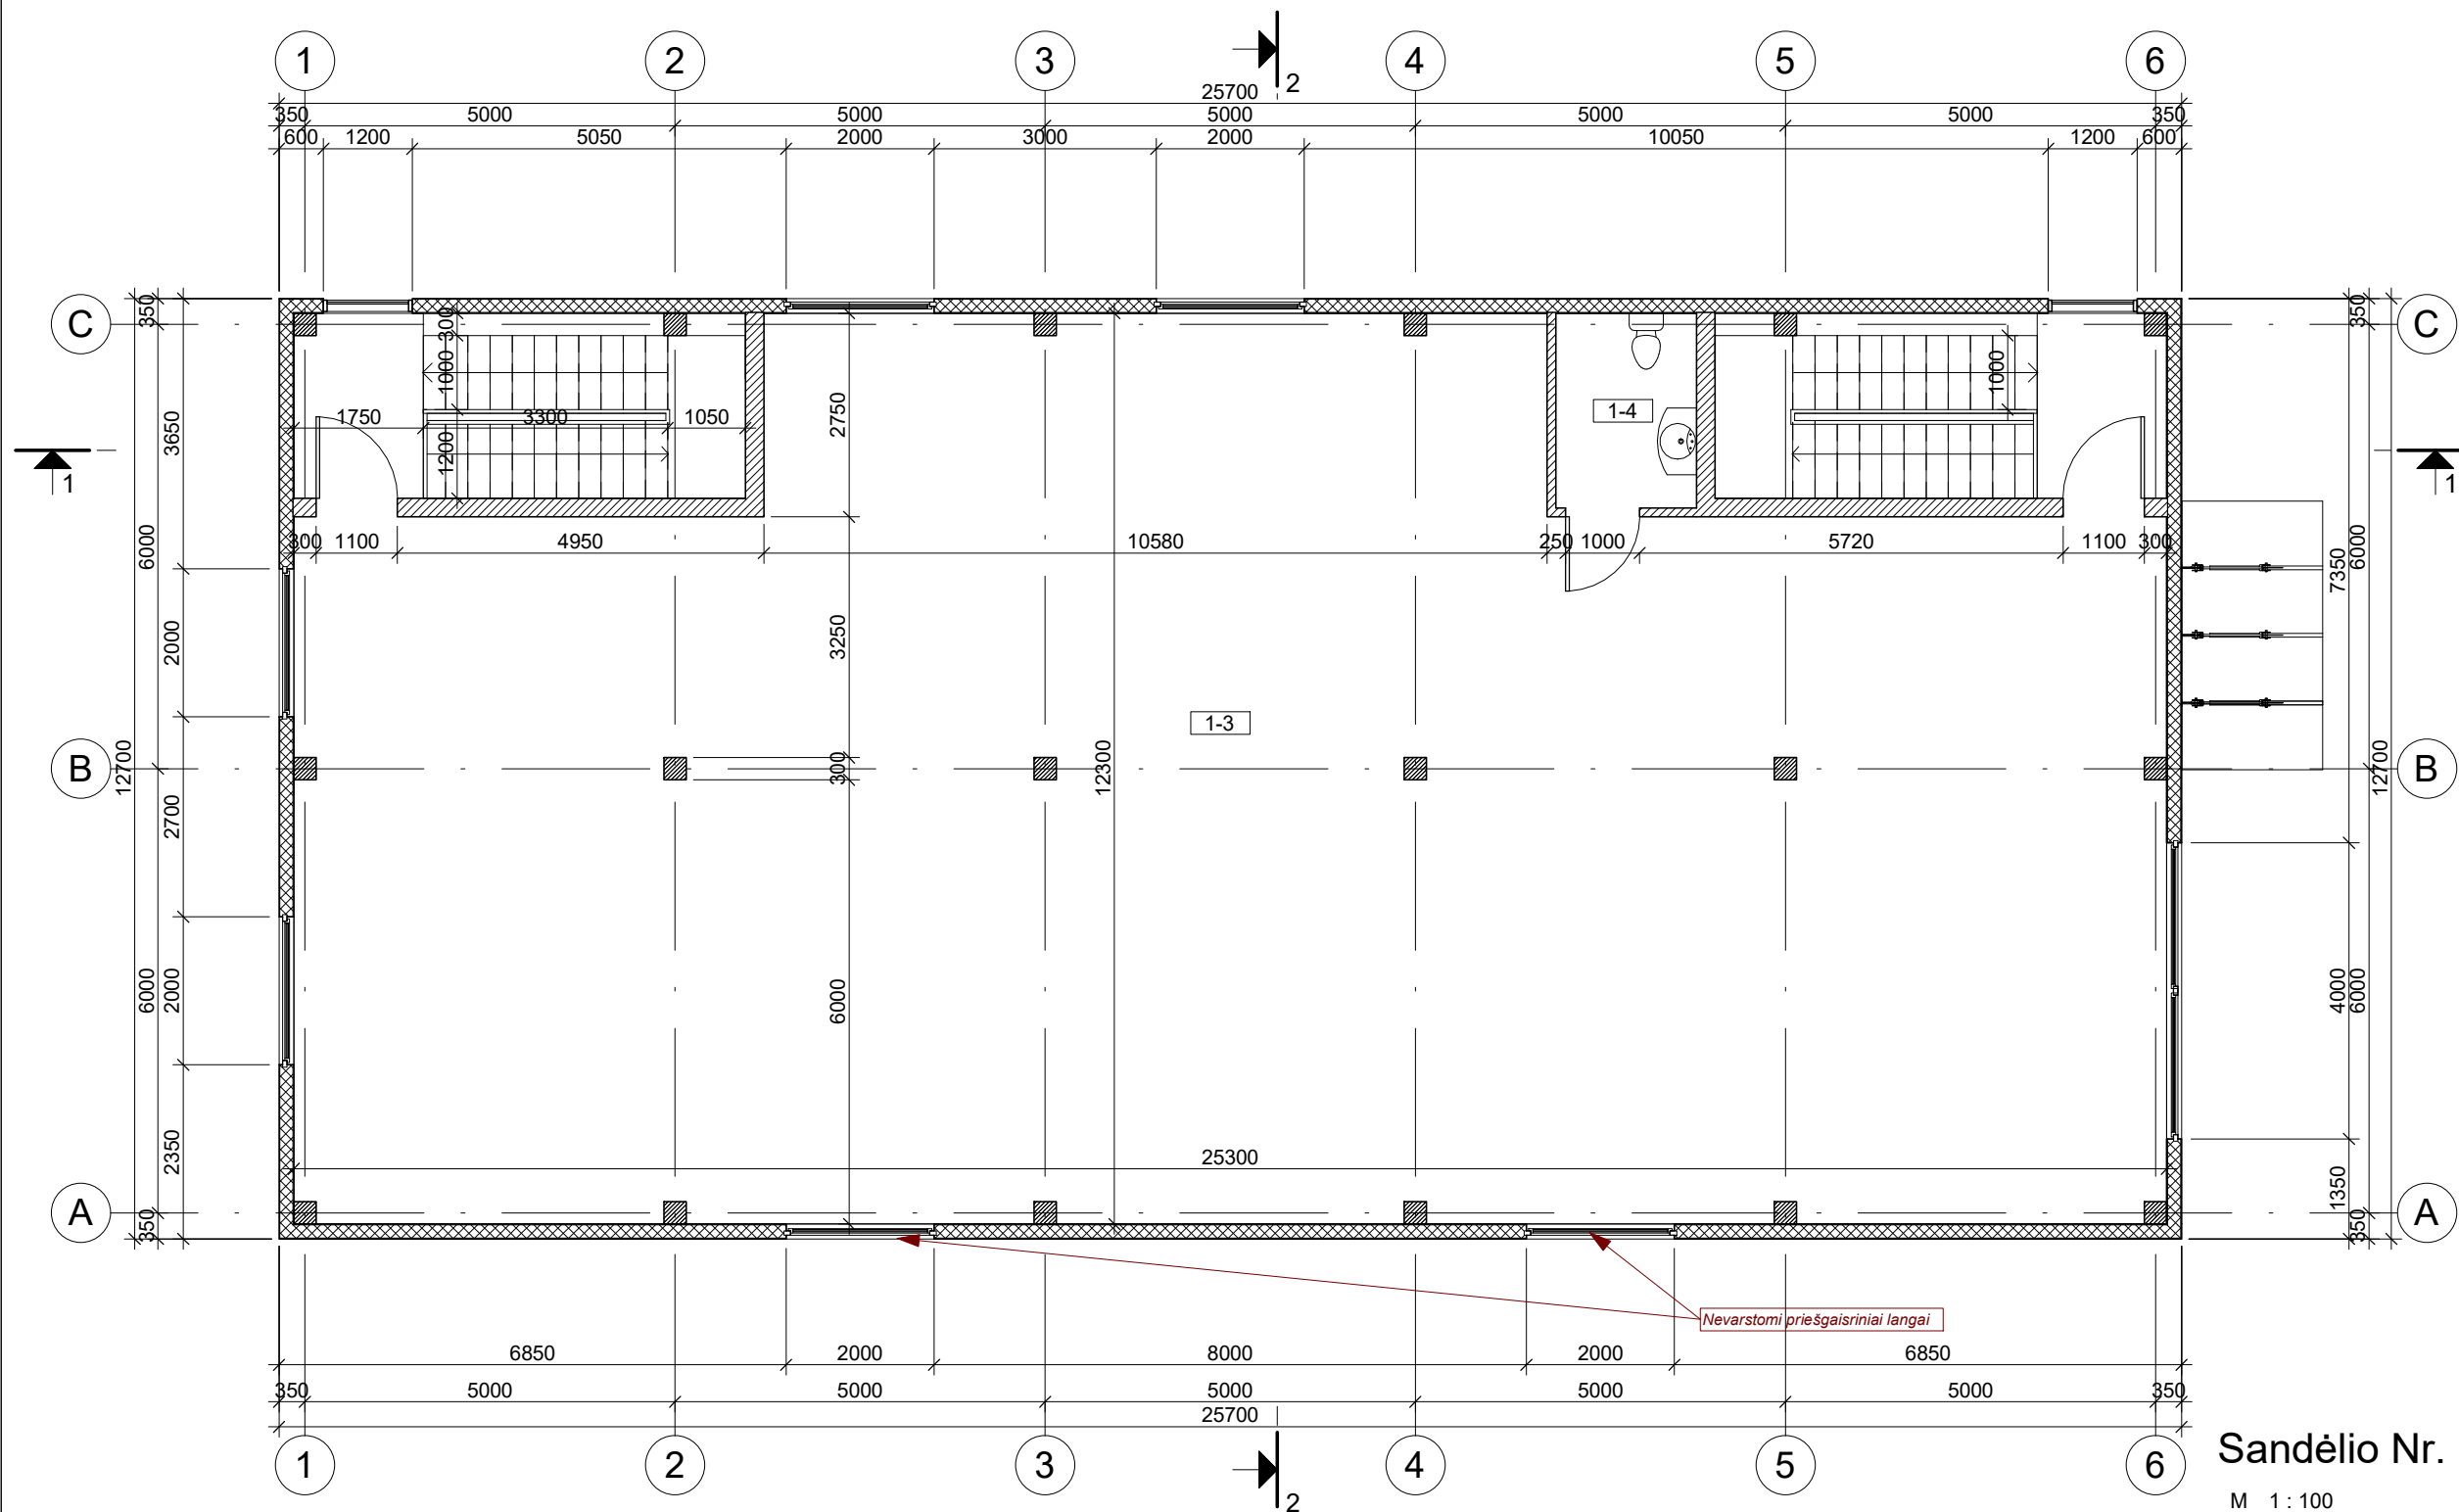 1 2 3 4 5 6
2
25700
350 5000 5000 5000 5000 5000 350
600 1200 5050 2000 3000 2000 10050 1200 600
C C
350 300 350
1000 1000
3650 1750 3300 1050 2750 1-4
1200
1 1
6000 300 1100 4950 10580 250 1000 5720 1100 300 7350 6000
2000 3250
1-3
B B
12700 300 12300 12700
2700
6000 2000 6000 4000 6000
2350 25300 1350
A A
350 350
Nevarstomi priešgaisriniai langai
6850 2000 8000 2000 6850
350 5000 5000 5000 5000 5000 350
25700
1 2 3 4 5 6
2
Sandėlio Nr.
M 1 : 100